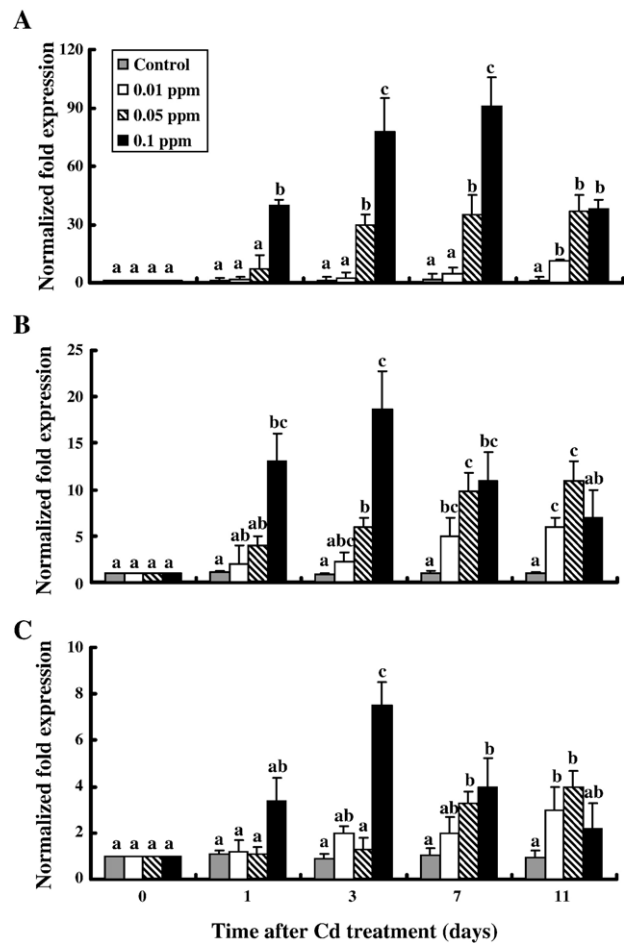 A
Normalized fold expression
120
90
60
30
0
Control
0.01 ppm
0.05 ppm
0.1 ppm
a a a a
a a a b
a a b c
a a b c
a b b b
B
Normalized fold expression
25
20
15
10
5
0
a a a a
a ab ab bc
a abc b c
a bc c bc
a c c ab
C
Normalized fold expression
10
8
6
4
2
0
a a a a
a a a ab
a ab a c
a ab b b
a b b ab
0 1 3 7 11
Time after Cd treatment (days)